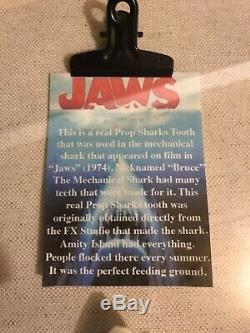 JAWS
This is a real Prop Sharks Tooth
that was used in the mechanical
shark that appeared on film in
"Jaws" (1974), Nicknamed "Bruce"
The Mechanical Shark had many
teeth that were made for it. This
real Prop Sharks tooth was
originally obtained directly from
the FX Studio that made the shark.
Amity Island had everything.
People flocked there every summer.
It was the perfect feeding ground.